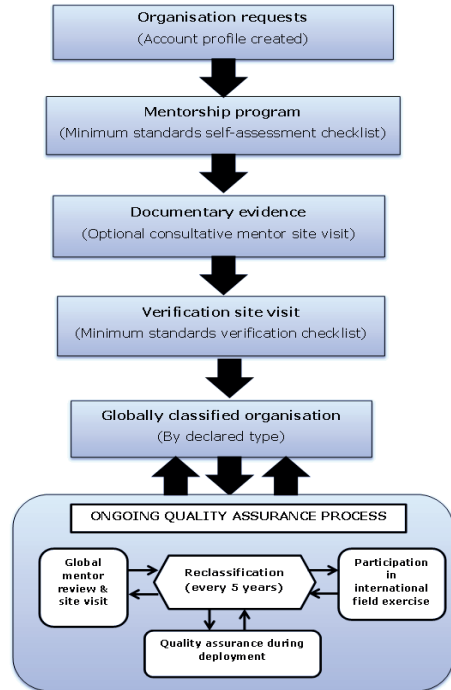 Organisation requests
(Account profile created)
Mentorship program
(Minimum standards self-assessment checklist)
Documentary evidence
(Optional consultative mentor site visit)
Verification site visit
(Minimum standards verification checklist)
Globally classified organisation
(By declared type)
ONGOING QUALITY ASSURANCE PROCESS
Global
mentor
review &
site visit
Reclassification
(every 5 years)
Participation
in
international
field exercise
Quality assurance during
deployment